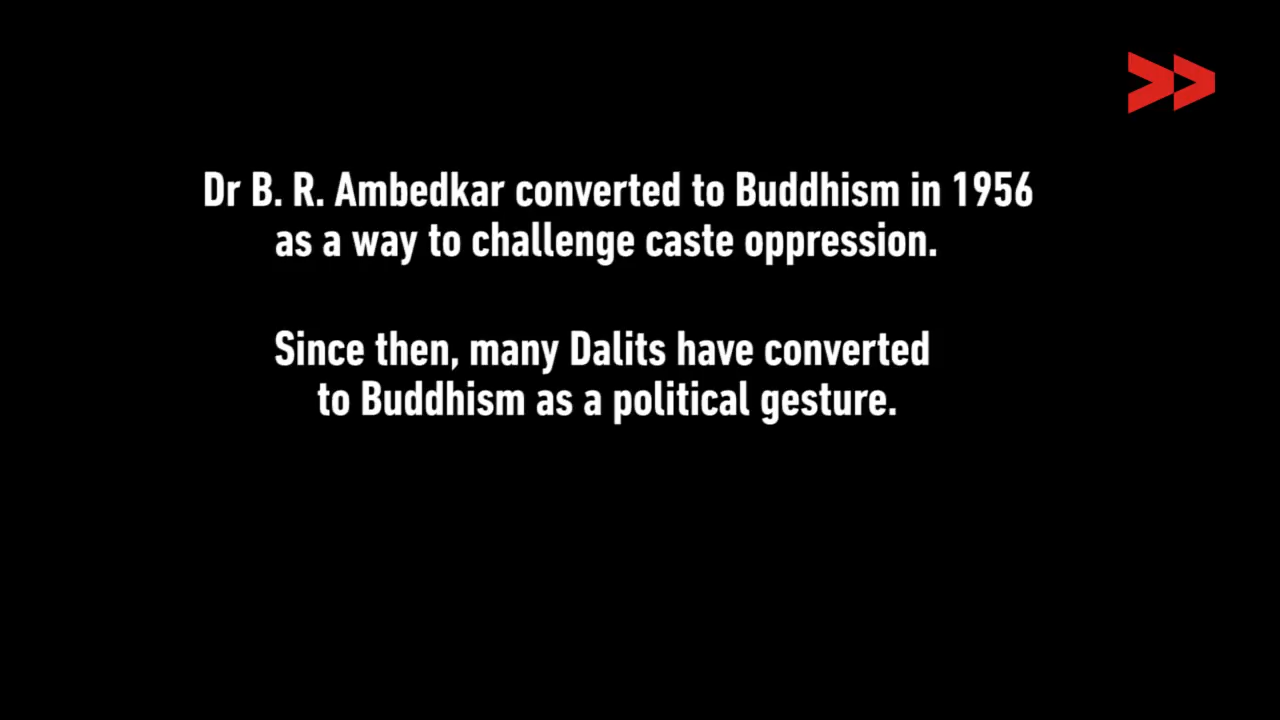 Dr B. R. Ambedkar converted to Buddhism in 1956
as a way to challenge caste oppression.
Since then, many Dalits have converted
to Buddhism as a political gesture.